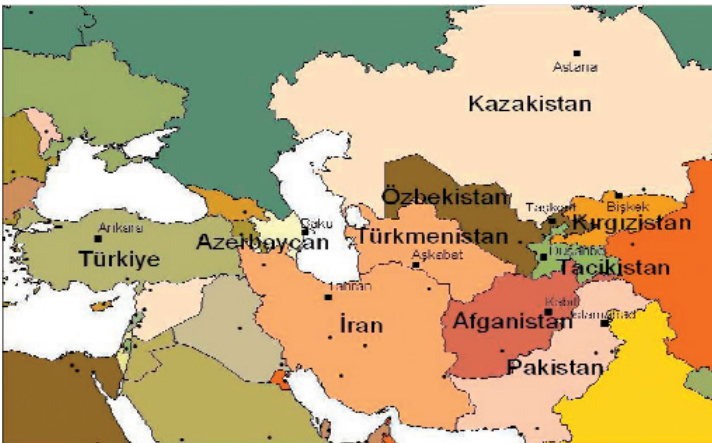 Astana
Kazakistan
Özbekistan
Taşkent
Bişkek
Kırgızistan
Ankara
Türkiye
Azerbaycan
Baku
Türkmenistan
Aşkabat
Duşanbe
Tacikistan
Tahran
İran
Afganistan
Kabil
Islamabad
Pakistan